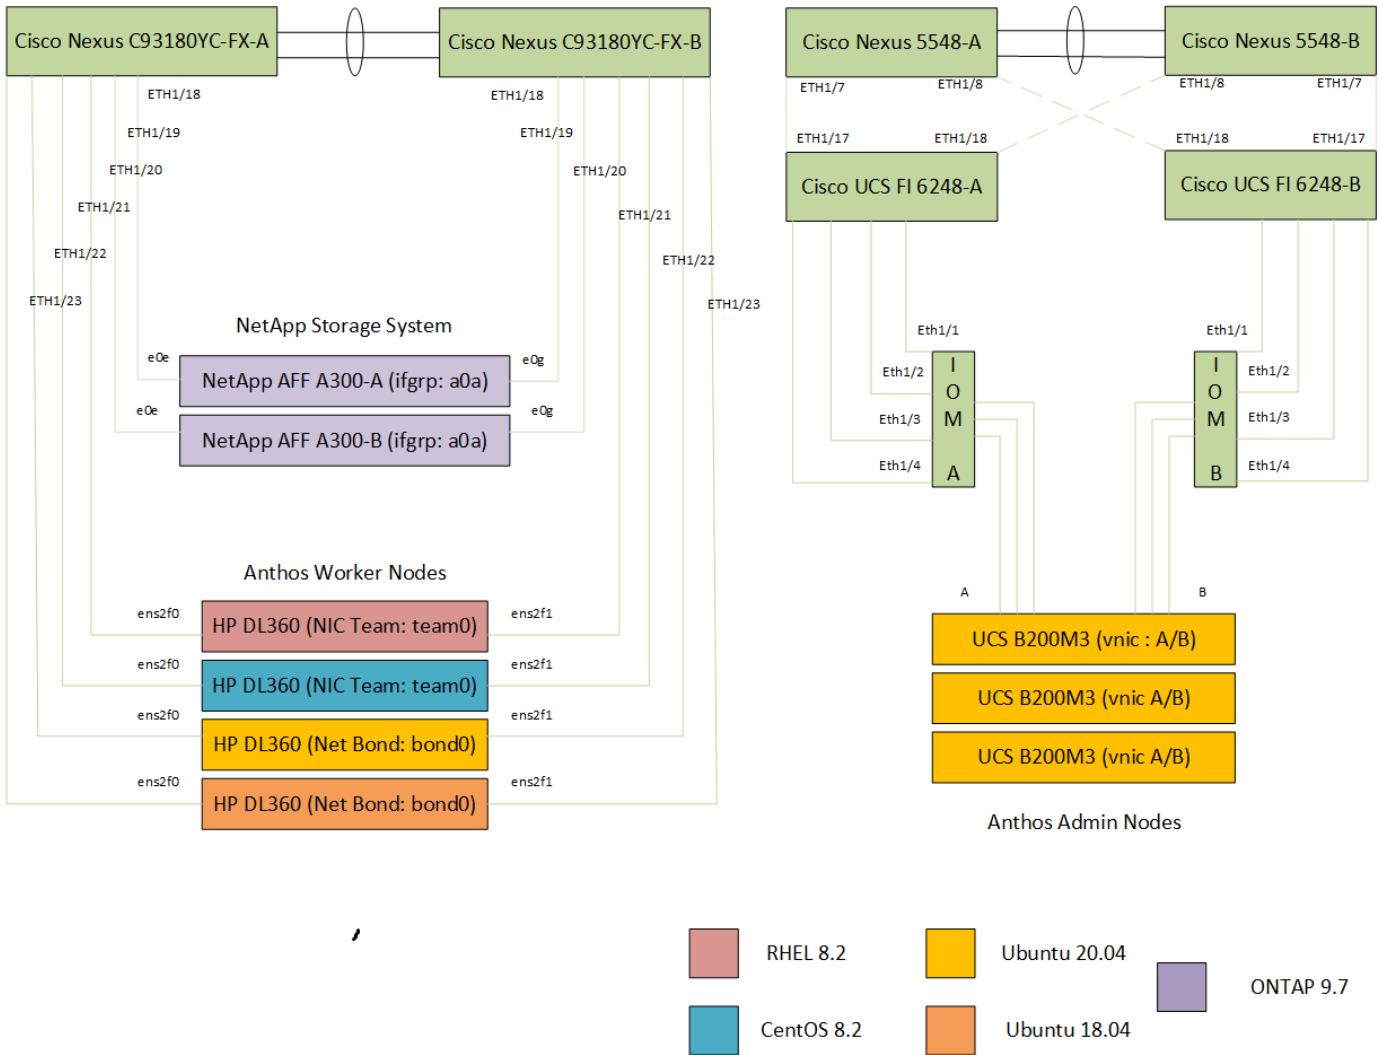 Cisco Nexus C93180YC-FX-A
Cisco Nexus C93180YC-FX-B
ETH1/18
ETH1/19
ETH1/20
ETH1/21
ETH1/22
ETH1/23
ETH1/18
ETH1/19
ETH1/20
ETH1/21
ETH1/22
ETH1/23
NetApp Storage System
e0e
NetApp AFF A300-A (ifgrp: a0a)
e0g
e0e
NetApp AFF A300-B (ifgrp: a0a)
e0g
Anthos Worker Nodes
ens2f0
HP DL360 (NIC Team: team0)
ens2f1
ens2f0
HP DL360 (NIC Team: team0)
ens2f1
ens2f0
HP DL360 (Net Bond: bond0)
ens2f1
ens2f0
HP DL360 (Net Bond: bond0)
ens2f1
Cisco Nexus 5548-A
Cisco Nexus 5548-B
ETH1/7
ETH1/8
ETH1/8
ETH1/7
ETH1/17
ETH1/18
ETH1/18
ETH1/17
Cisco UCS FI 6248-A
Cisco UCS FI 6248-B
Eth1/1
Eth1/2
Eth1/3
Eth1/4
I
O
M
A
Eth1/1
Eth1/2
Eth1/3
Eth1/4
I
O
M
B
A
B
UCS B200M3 (vnic : A/B)
UCS B200M3 (vnic A/B)
UCS B200M3 (vnic A/B)
Anthos Admin Nodes
RHEL 8.2
Ubuntu 20.04
ONTAP 9.7
CentOS 8.2
Ubuntu 18.04